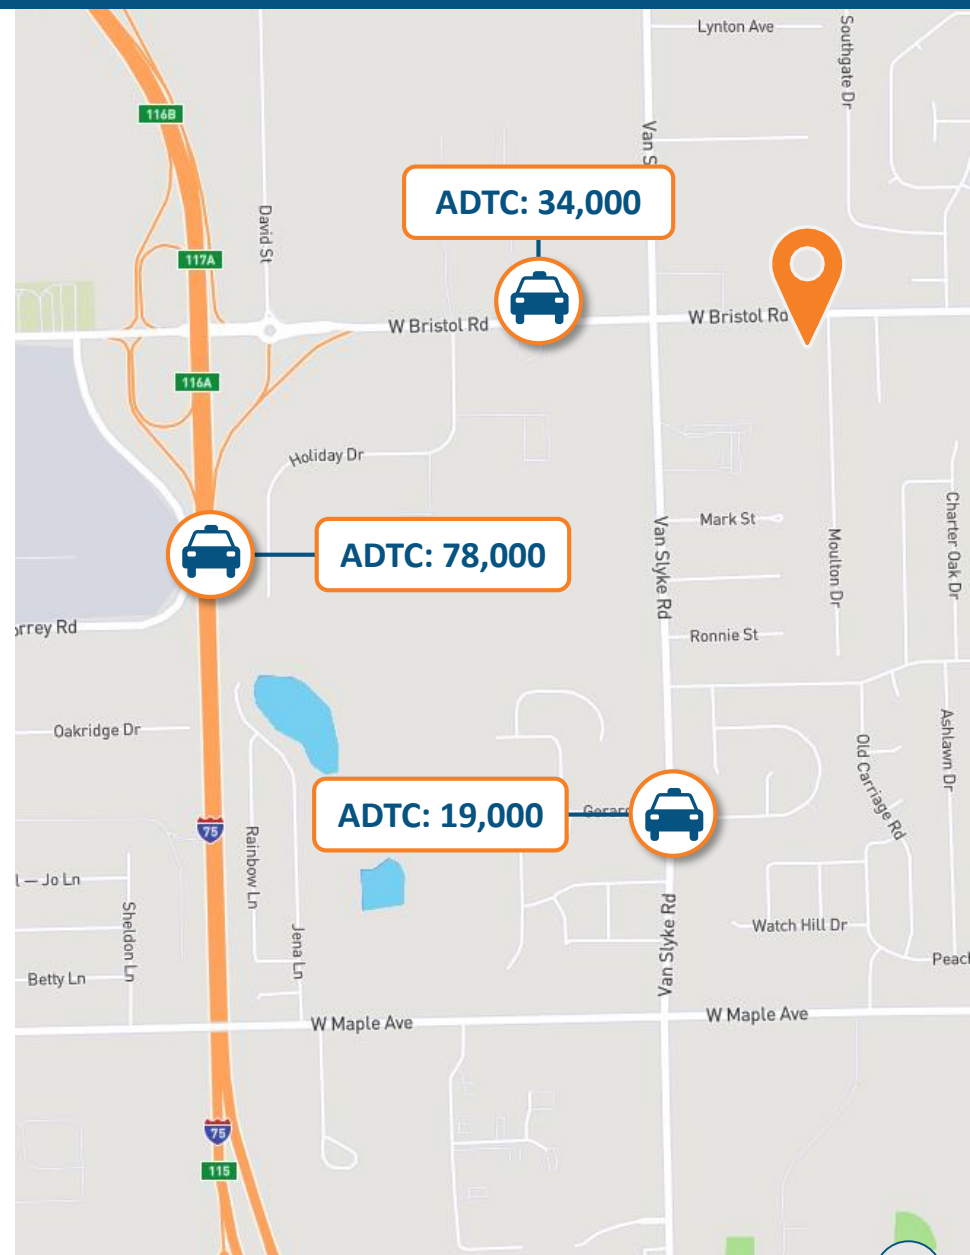 Lynton Ave
Southgate Dr
116B
Van S
ADTC: 34,000
David St
117A
W Bristol Rd
W Bristol Rd
116A
Holiday Dr
Mark St
Charter Oak Dr
Van Slyke Rd
Moulton Dr
ADTC: 78,000
orrey Rd
Ronnie St
Oakridge Dr
Ashlawn Dr
Old Carriage Rd
ADTC: 19,000
Gerar
75
Rainbow Ln
l — Jo Ln
Sheldon Ln
Jena Ln
Van Slyke Rd
Watch Hill Dr
Betty Ln
Peach
W Maple Ave
W Maple Ave
75
115